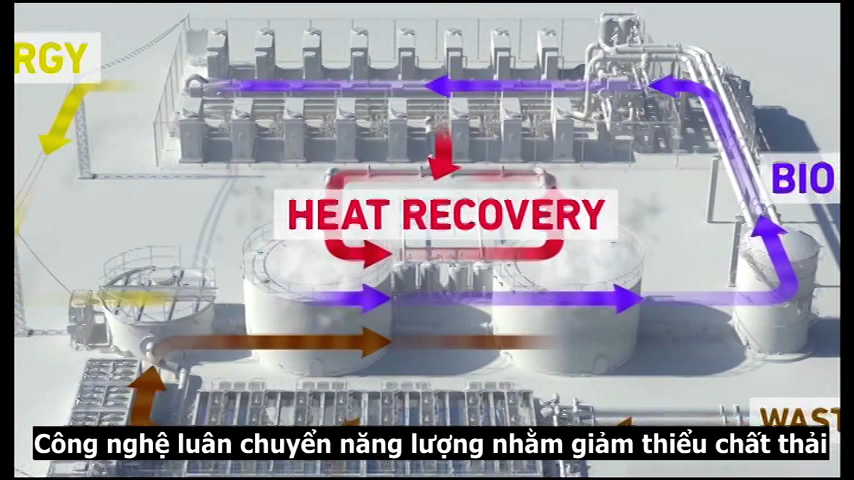 RGY
BIO
HEAT RECOVERY
WAST
Công nghệ luân chuyển năng lượng nhằm giảm thiểu chất thải